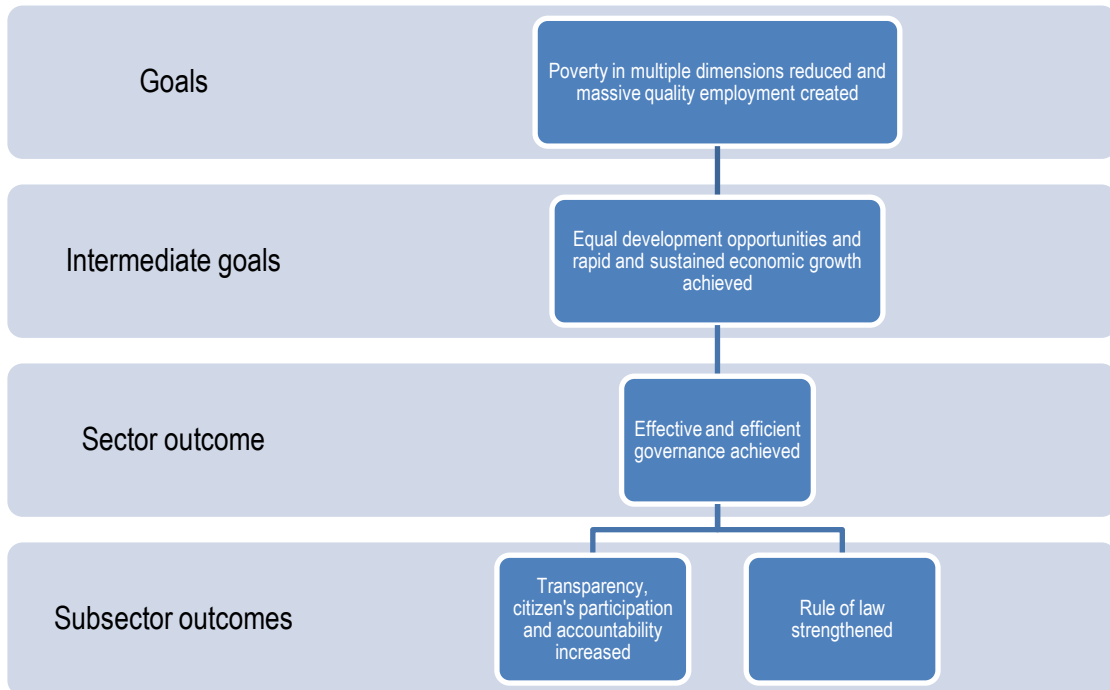 Goals
Poverty in multiple dimensions reduced and
massive quality employment created
Intermediate goals
Equal development opportunities and
rapid and sustained economic growth
achieved
Sector outcome
Effective and efficient
governance achieved
Subsector outcomes
Transparency,
citizen's participation
and accountability
increased
Rule of law
strengthened